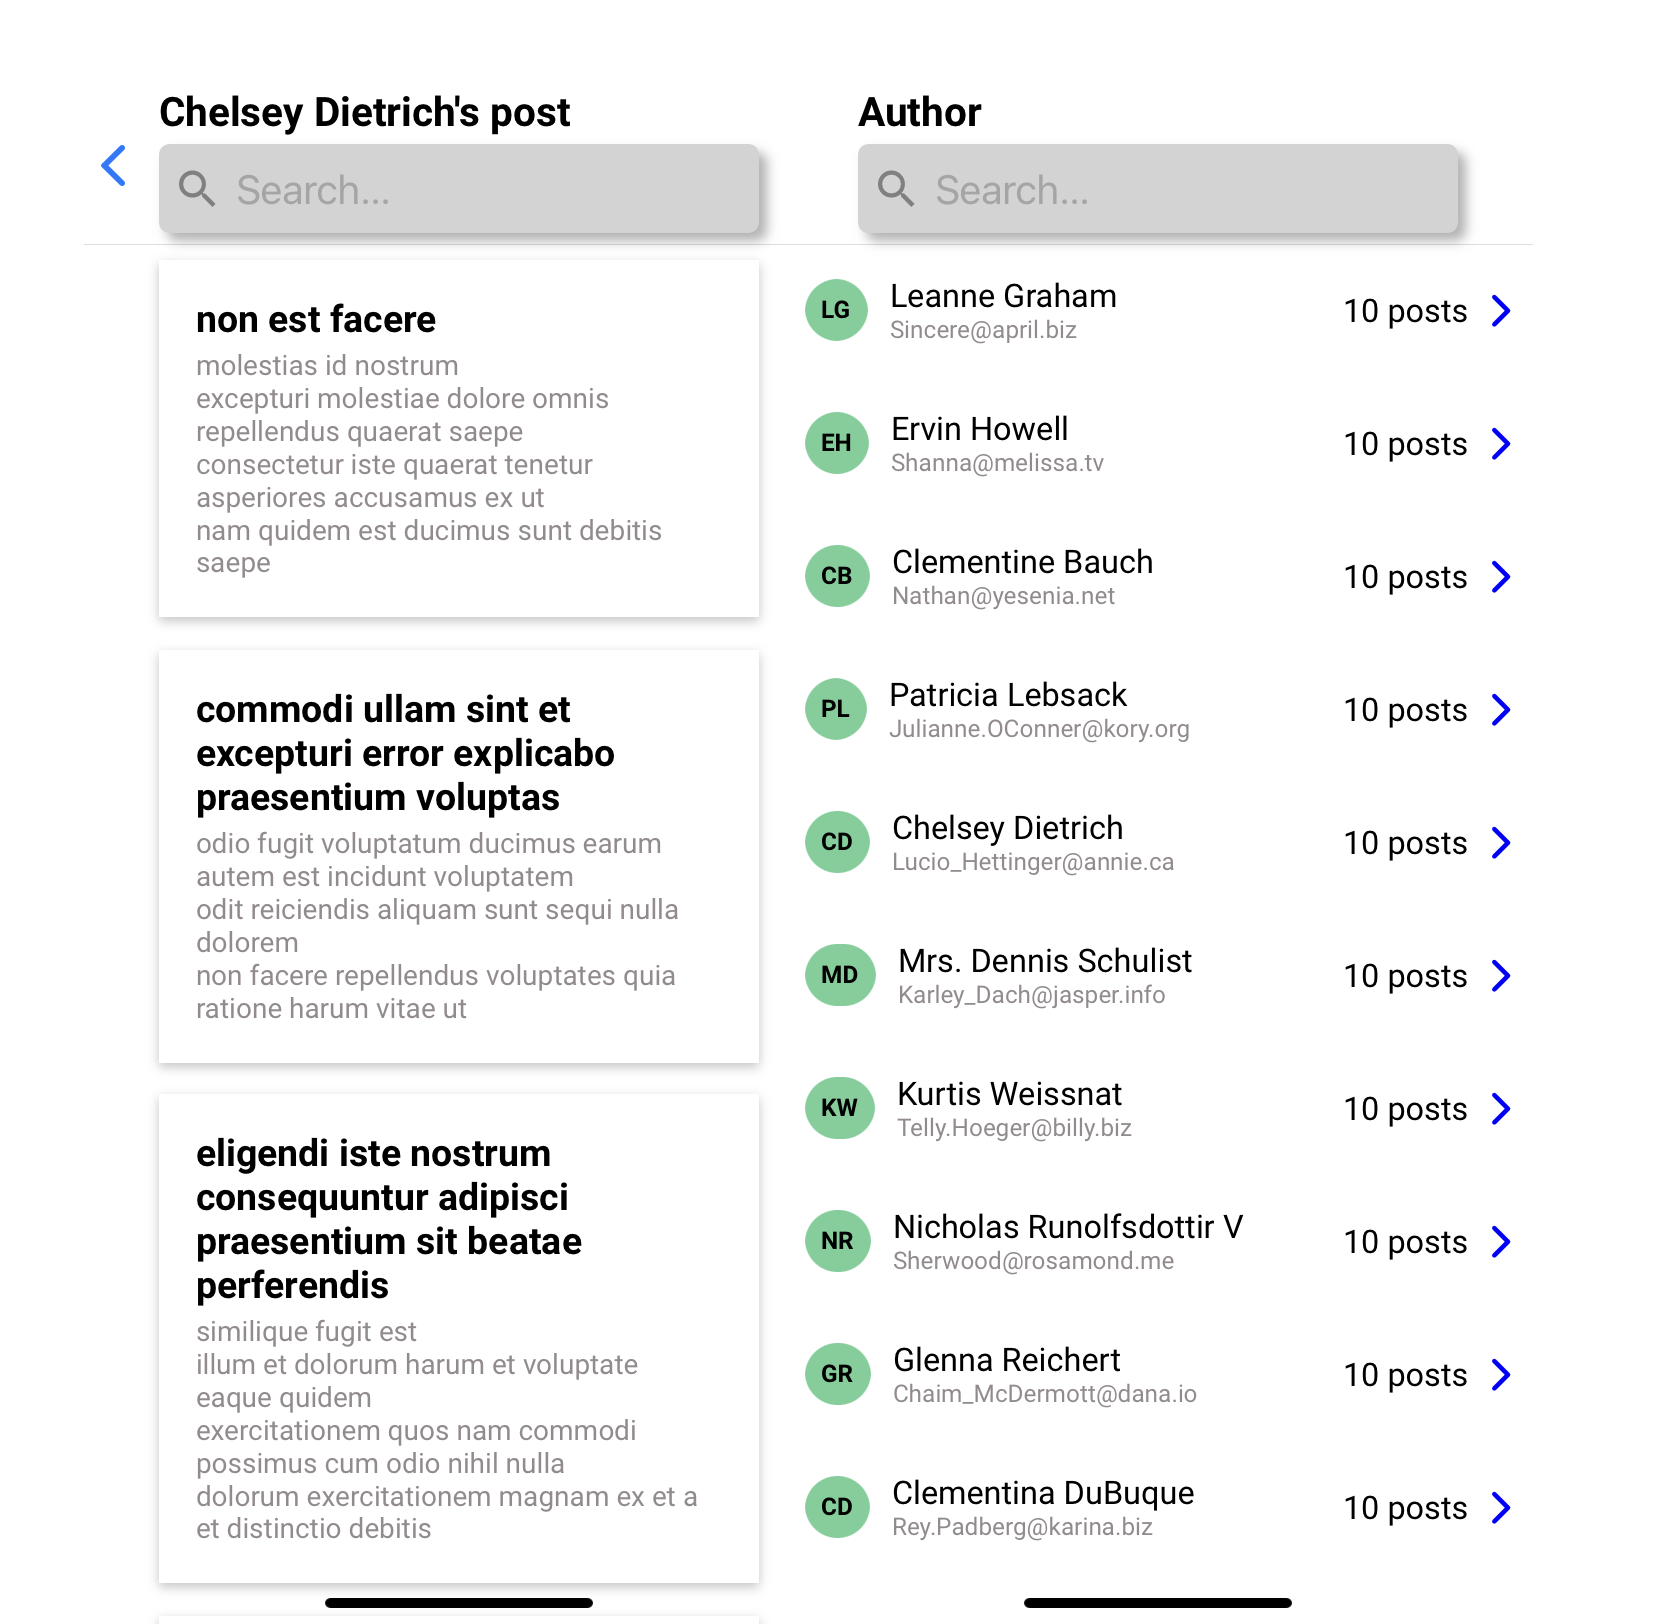 Chelsey Dietrich's post
Search...
non est facere
molestias id nostrum
excepturi molestiae dolore omnis
repellendus quaerat saepe
consectetur iste quaerat tenetur
asperiores accusamus ex ut
nam quidem est ducimus sunt debitis
saepe
commodi ullam sint et
excepturi error explicabo
praesentium voluptas
odio fugit voluptatum ducimus earum
autem est incidunt voluptatem
odit reiciendis aliquam sunt sequi nulla
dolorem
non facere repellendus voluptates quia
ratione harum vitae ut
eligendi iste nostrum
consequuntur adipisci
praesentium sit beatae
perferendis
similique fugit est
illum et dolorum harum et voluptate
eaque quidem
exercitationem quos nam commodi
possimus cum odio nihil nulla
dolorum exercitationem magnam ex et a
et distinctio debitis
Author
Search...
LG Leanne Graham 10 posts
Sincere@april.biz
EH Ervin Howell 10 posts
Shanna@melissa.tv
CB Clementine Bauch 10 posts
Nathan@yesenia.net
PL Patricia Lebsack 10 posts
Julianne.OConner@kory.org
CD Chelsey Dietrich 10 posts
Lucio_Hettinger@annie.ca
MD Mrs. Dennis Schulist 10 posts
Karley_Dach@jasper.info
KW Kurtis Weissnat 10 posts
Telly.Hoeger@billy.biz
NR Nicholas Runolfsdottir V 10 posts
Sherwood@rosamond.me
GR Glenna Reichert 10 posts
Chaim_McDermott@dana.io
CD Clementina DuBuque 10 posts
Rey.Padberg@karina.biz